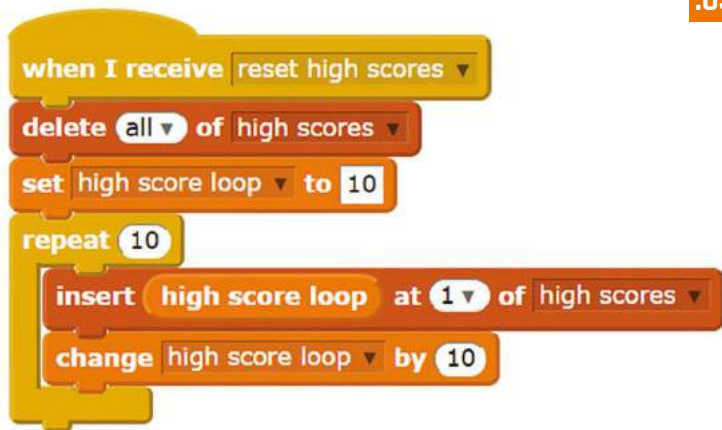 when I receive reset high scores
delete all of high scores
set high score loop to 10
repeat 10
insert high score loop at 1 of high scores
change high score loop by 10